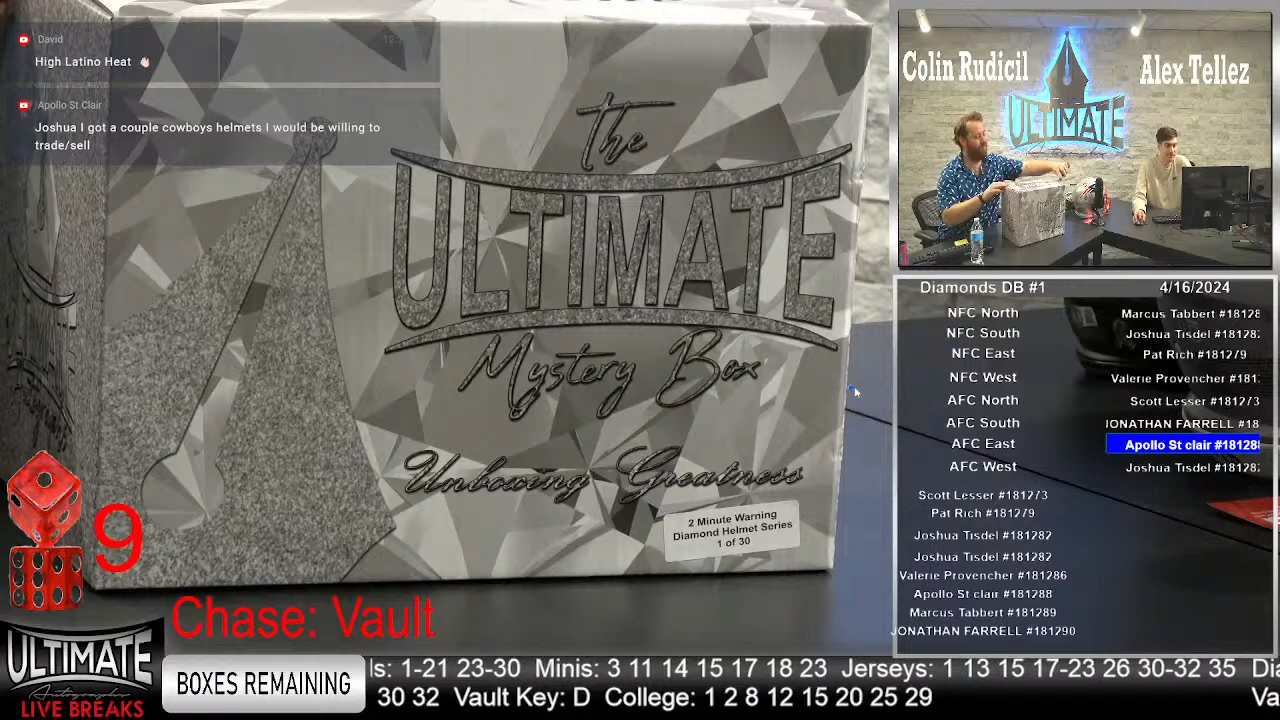 David
High Latino Heat 👋🏻
Apollo St Clair
Joshua I got a couple cowboys helmets I would be willing to
trade/sell
The
ULTIMATE
Mystery Box
Unboxing Greatness
2 Minute Warning
Diamond Helmet Series
1 of 30
9
Chase: Vault
ULTIMATE
Autographs
LIVE BREAKS
BOXES REMAINING
ls: 1-21 23-30 Minis: 3 11 14 15 17 18 23 Jerseys: 1 13 15 17-23 26 30-32 35 Dia
30 32 Vault Key: D College: 1 2 8 12 15 20 25 29
Va
Colin Rudicil
Alex Tellez
ULTIMATE
Diamonds DB #1 4/16/2024
NFC North Marcus Tabbert #18128
NFC South Joshua Tisdel #18128
NFC East Pat Rich #181279
NFC West Valerie Provencher #181
AFC North Scott Lesser #181273
AFC South JONATHAN FARRELL #18
AFC East Apollo St clair #18128
AFC West Joshua Tisdel #18128
Scott Lesser #181273
Pat Rich #181279
Joshua Tisdel #181282
Joshua Tisdel #181282
Valerie Provencher #181286
Apollo St clair #181288
Marcus Tabbert #181289
JONATHAN FARRELL #181290